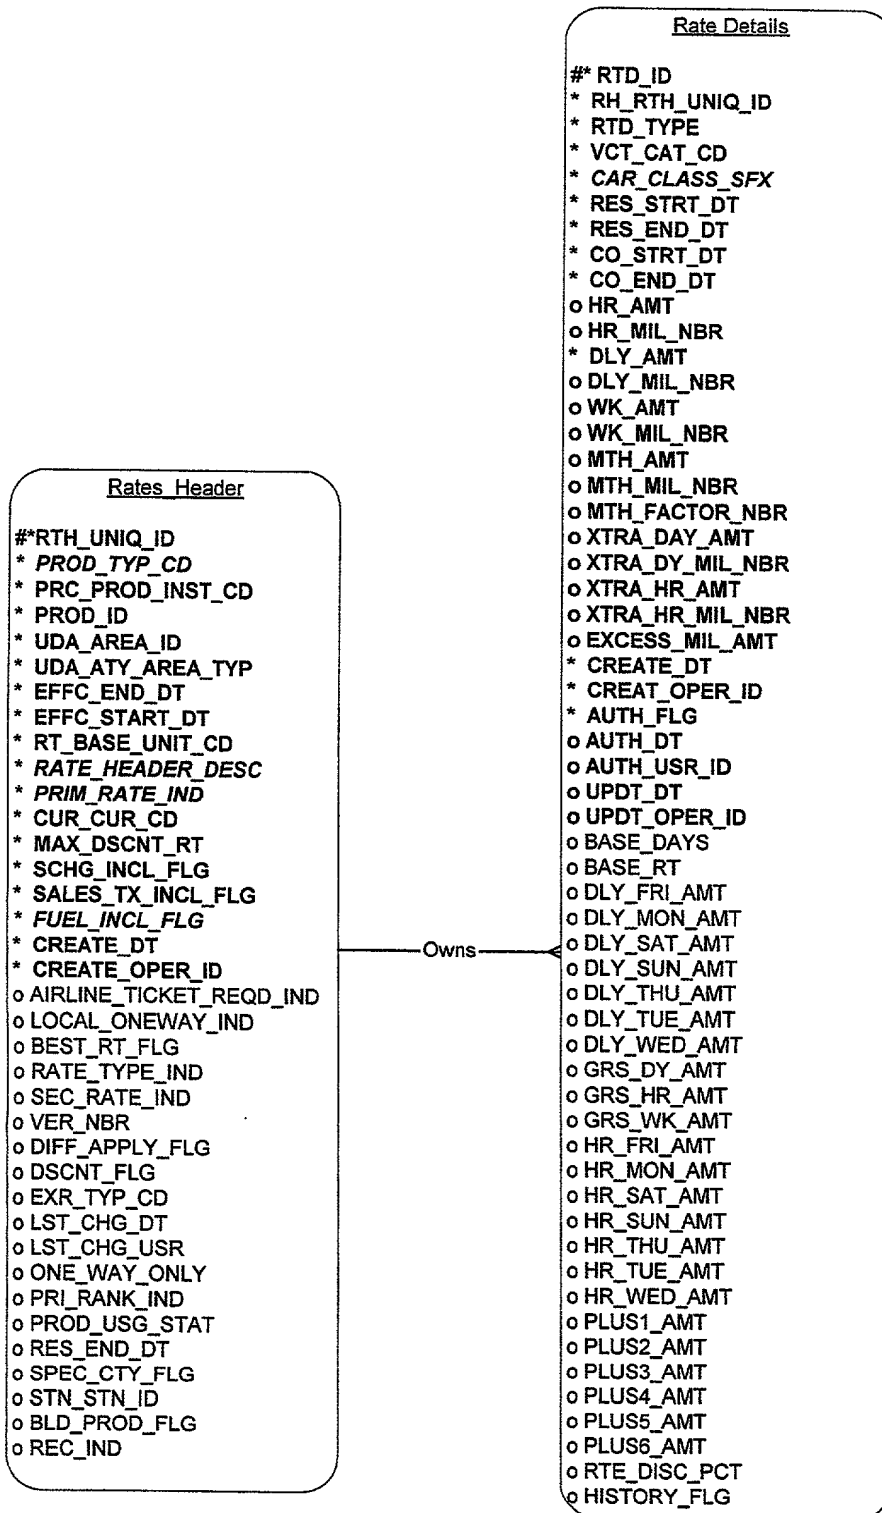 Rates_Header
#*RTH_UNIQ_ID
* PROD_TYP_CD
* PRC_PROD_INST_CD
* PROD_ID
* UDA_AREA_ID
* UDA_ATY_AREA_TYP
* EFFC_END_DT
* EFFC_START_DT
* RT_BASE_UNIT_CD
* RATE_HEADER_DESC
* PRIM_RATE_IND
* CUR_CUR_CD
* MAX_DSCNT_RT
* SCHG_INCL_FLG
* SALES_TX_INCL_FLG
* FUEL_INCL_FLG
* CREATE_DT
* CREATE_OPER_ID
o AIRLINE_TICKET_REQD_IND
o LOCAL_ONEWAY_IND
o BEST_RT_FLG
o RATE_TYPE_IND
o SEC_RATE_IND
o VER_NBR
o DIFF_APPLY_FLG
o DSCNT_FLG
o EXR_TYP_CD
o LST_CHG_DT
o LST_CHG_USR
o ONE_WAY_ONLY
o PRI_RANK_IND
o PROD_USG_STAT
o RES_END_DT
o SPEC_CTY_FLG
o STN_STN_ID
o BLD_PROD_FLG
o REC_IND
Owns
Rate Details
#* RTD_ID
* RH_RTH_UNIQ_ID
* RTD_TYPE
* VCT_CAT_CD
* CAR_CLASS_SFX
* RES_STRT_DT
* RES_END_DT
* CO_STRT_DT
* CO_END_DT
o HR_AMT
o HR_MIL_NBR
* DLY_AMT
o DLY_MIL_NBR
o WK_AMT
o WK_MIL_NBR
o MTH_AMT
o MTH_MIL_NBR
o MTH_FACTOR_NBR
o XTRA_DAY_AMT
o XTRA_DY_MIL_NBR
o XTRA_HR_AMT
o XTRA_HR_MIL_NBR
o EXCESS_MIL_AMT
* CREATE_DT
* CREAT_OPER_ID
* AUTH_FLG
o AUTH_DT
o AUTH_USR_ID
o UPDT_DT
o UPDT_OPER_ID
o BASE_DAYS
o BASE_RT
o DLY_FRI_AMT
o DLY_MON_AMT
o DLY_SAT_AMT
o DLY_SUN_AMT
o DLY_THU_AMT
o DLY_TUE_AMT
o DLY_WED_AMT
o GRS_DY_AMT
o GRS_HR_AMT
o GRS_WK_AMT
o HR_FRI_AMT
o HR_MON_AMT
o HR_SAT_AMT
o HR_SUN_AMT
o HR_THU_AMT
o HR_TUE_AMT
o HR_WED_AMT
o PLUS1_AMT
o PLUS2_AMT
o PLUS3_AMT
o PLUS4_AMT
o PLUS5_AMT
o PLUS6_AMT
o RTE_DISC_PCT
o HISTORY_FLG